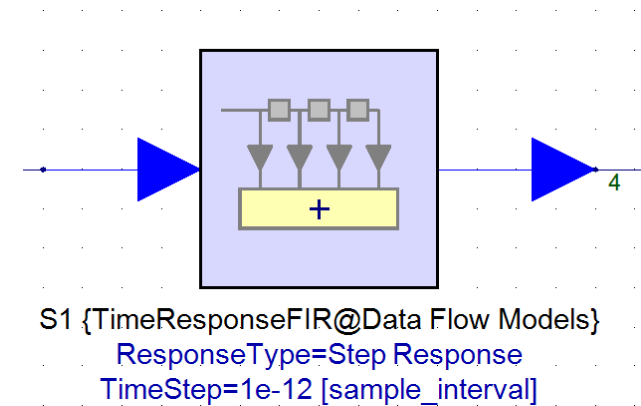 +
4
S1 {TimeResponseFIR@Data Flow Models}
ResponseType=Step Response
TimeStep=1e-12 [sample_interval]